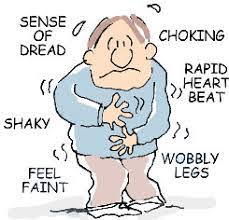 SENSE
OF
DREAD
CHOKING
RAPID
HEART
BEAT
SHAKY
FEEL
FAINT
WOBBLY
LEGS